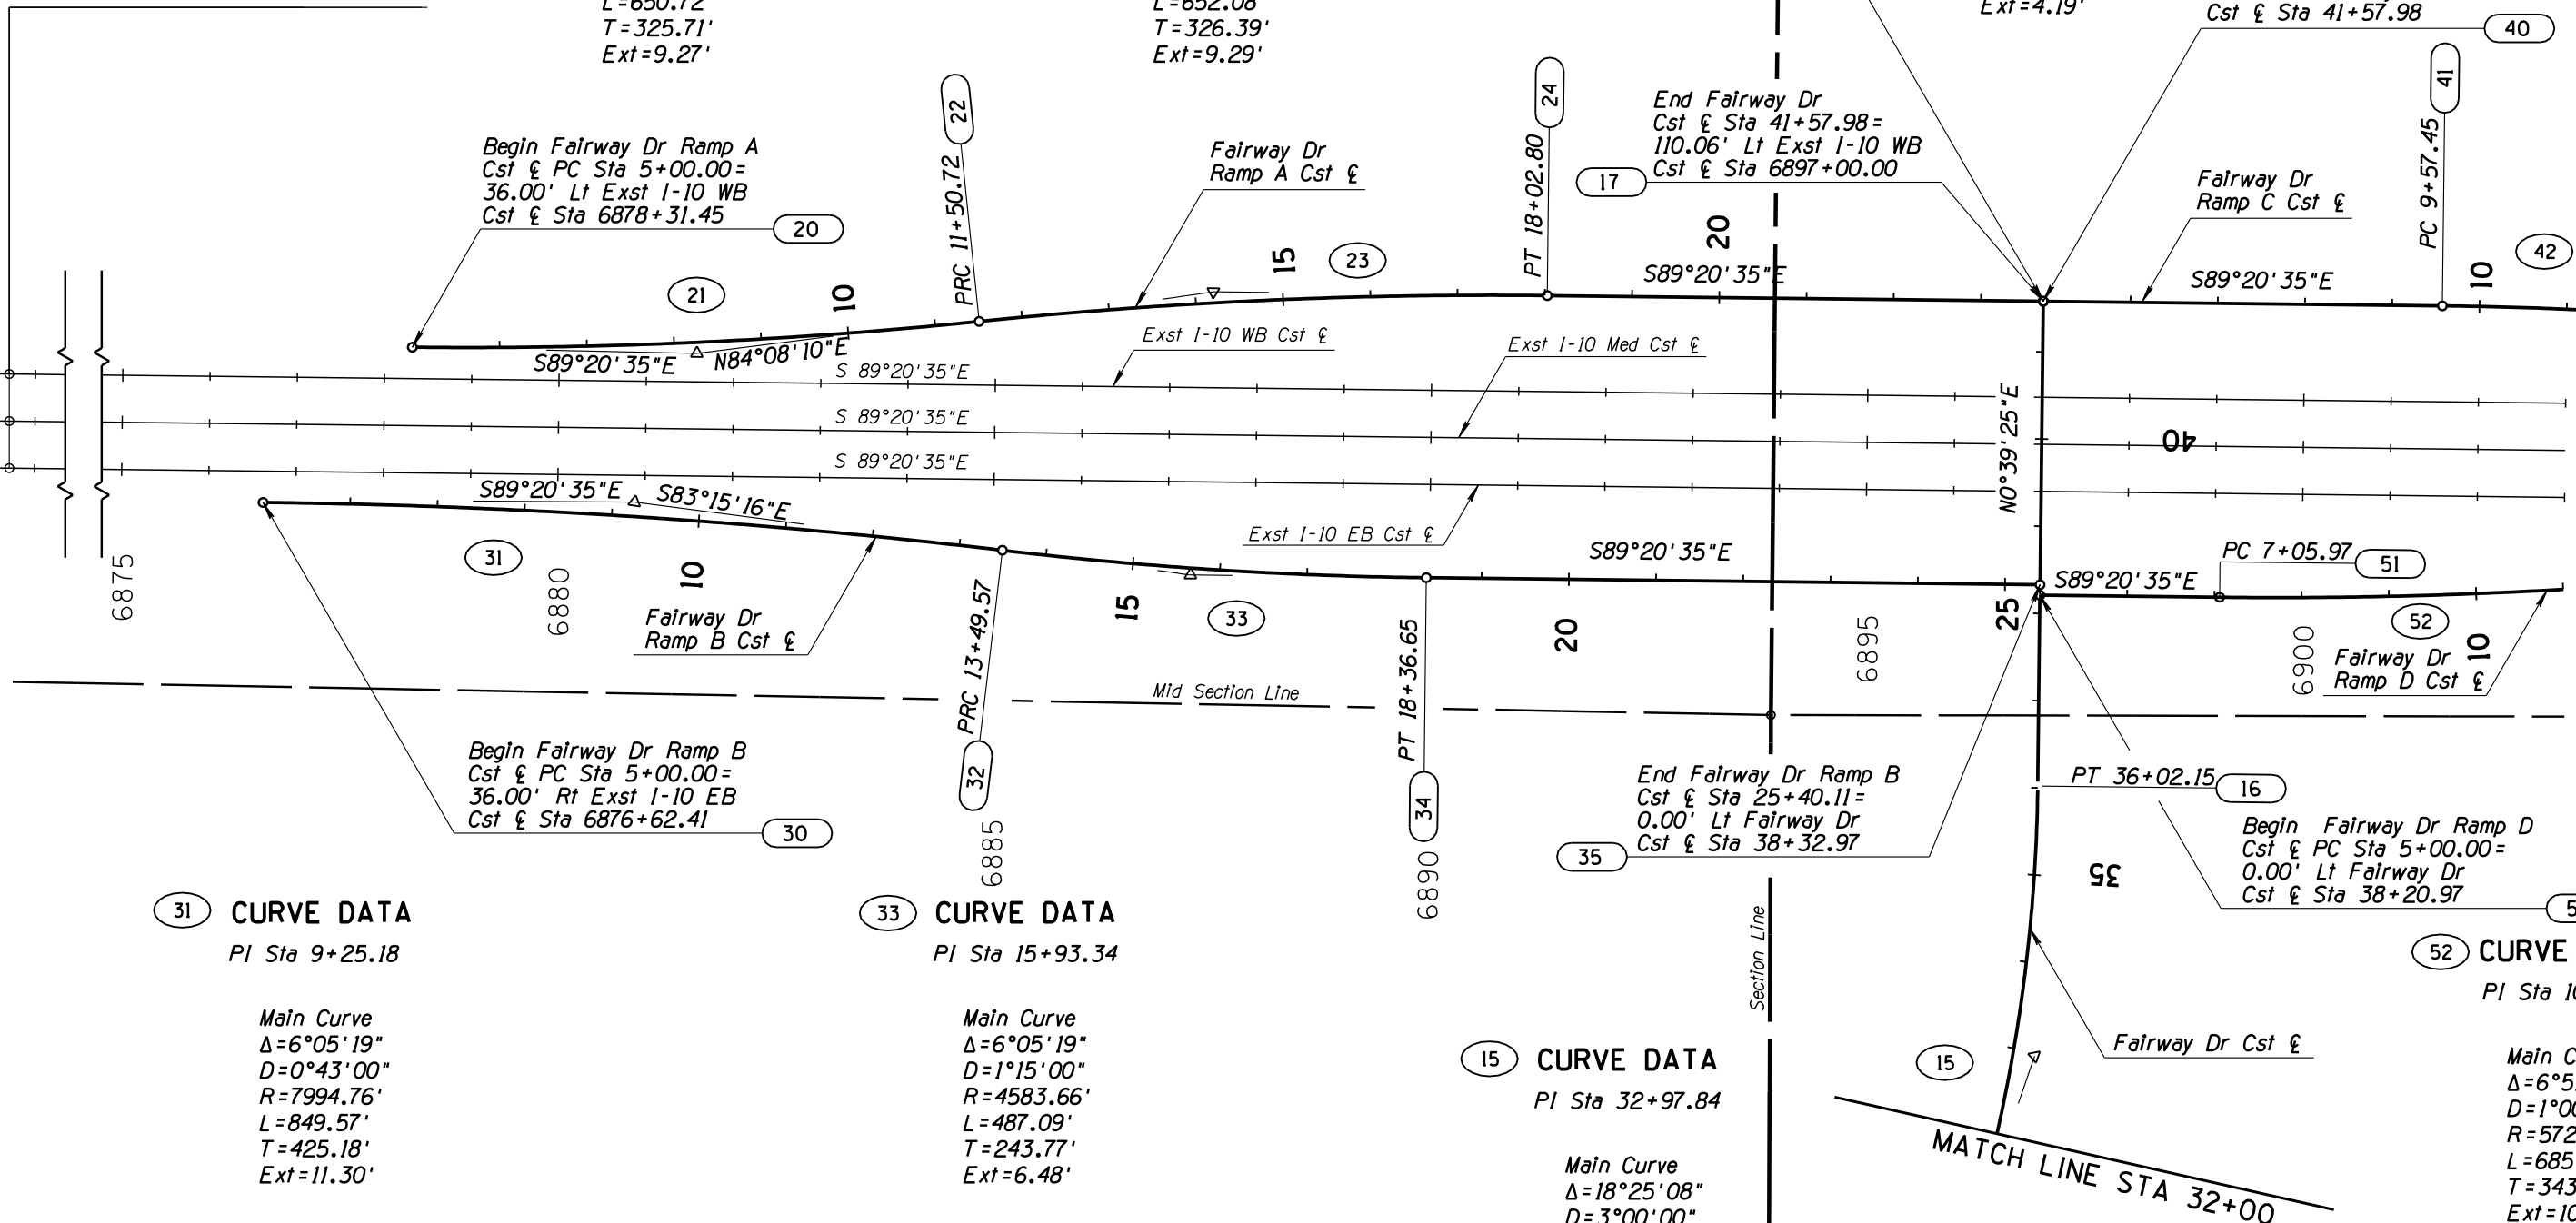 L=650.72'
T=325.71'
Ext=9.27'
L=652.08'
T=326.39'
Ext=9.29'
Ext=4.19'
Cst ℄ Sta 41+57.98
40
Begin Fairway Dr Ramp A
Cst ℄ PC Sta 5+00.00=
36.00' Lt Exst I-10 WB
Cst ℄ Sta 6878+31.45
20
22
PRC 11+50.72
Fairway Dr
Ramp A Cst ℄
24
PT 18+02.80
End Fairway Dr
Cst ℄ Sta 41+57.98=
110.06' Lt Exst I-10 WB
Cst ℄ Sta 6897+00.00
17
41
PC 9+57.45
Fairway Dr
Ramp C Cst ℄
21
10
15
23
20
S89°20'35"E
S89°20'35"E
10
42
S89°20'35"E
N84°08'10"E
Exst I-10 WB Cst ℄
Exst I-10 Med Cst ℄
S 89°20'35"E
S 89°20'35"E
S 89°20'35"E
N0°39'25"E
40
S89°20'35"E
S83°15'16"E
Exst I-10 EB Cst ℄
S89°20'35"E
PC 7+05.97
51
S89°20'35"E
31
10
15
33
20
25
52
10
6875
6880
6895
6900
Fairway Dr
Ramp B Cst ℄
PRC 13+49.57
32
PT 18+36.65
34
Fairway Dr
Ramp D Cst ℄
Mid Section Line
Begin Fairway Dr Ramp B
Cst ℄ PC Sta 5+00.00=
36.00' Rt Exst I-10 EB
Cst ℄ Sta 6876+62.41
30
6885
6890
End Fairway Dr Ramp B
Cst ℄ Sta 25+40.11=
0.00' Lt Fairway Dr
Cst ℄ Sta 38+32.97
35
PT 36+02.15
16
Begin Fairway Dr Ramp D
Cst ℄ PC Sta 5+00.00=
0.00' Lt Fairway Dr
Cst ℄ Sta 38+20.97
5
35
Section Line
31 CURVE DATA
PI Sta 9+25.18
Main Curve
Δ=6°05'19"
D=0°43'00"
R=7994.76'
L=849.57'
T=425.18'
Ext=11.30'
33 CURVE DATA
PI Sta 15+93.34
Main Curve
Δ=6°05'19"
D=1°15'00"
R=4583.66'
L=487.09'
T=243.77'
Ext=6.48'
15 CURVE DATA
PI Sta 32+97.84
Main Curve
Δ=18°25'08"
D=3°00'00"
15
Fairway Dr Cst ℄
MATCH LINE STA 32+00
52 CURVE
PI Sta 10
Main C
Δ=6°5
D=1°00
R=572
L=685
T=343
Ext=10